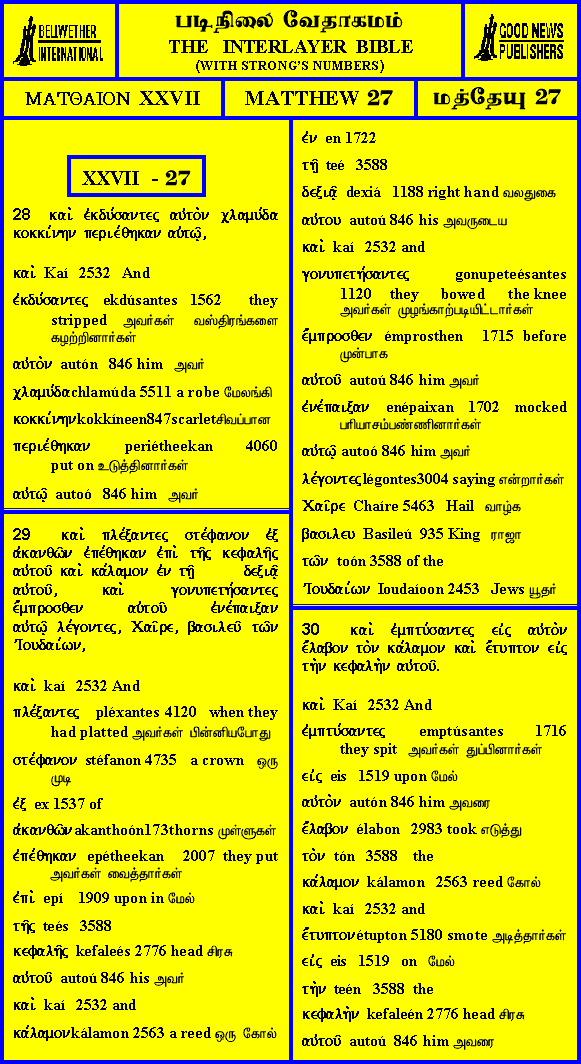 BELLWETHER
INTERNATIONAL
படிநிலை வேதாகமம்
THE INTERLAYER BIBLE
(WITH STRONG'S NUMBERS)
GOOD NEWS
PUBLISHERS
ΜΑΤΘΑΙΟΝ XXVII
MATTHEW 27
மத்தேயு 27
XXVII - 27
28 καὶ ἐκδύσαντες αὐτὸν χλαμύδα
κοκκίνην περιέθηκαν αὐτῷ,
καὶ Kaí 2532 And
ἐκδύσαντες ekdúsantes 1562 they
stripped அவர்கள் வஸ்திரங்களை
கழற்றினார்கள்
αὐτὸν autón 846 him அவர்
χλαμύδα chlamúda 5511 a robe மேலங்கி
κοκκίνην kokkíneen 847 scarlet சிவப்பான
περιέθηκαν periétheekan 4060
put on உடுத்தினார்கள்
αὐτῷ autoó 846 him அவர்
29 καὶ πλέξαντες στέφανον ἐξ
ἀκανθῶν ἐπέθηκαν ἐπὶ τῆς κεφαλῆς
αὐτοῦ καὶ κάλαμον ἐν τῇ δεξιᾷ
αὐτοῦ, καὶ γονυπετήσαντες
ἔμπροσθεν αὐτοῦ ἐνέπαιξαν
αὐτῷ λέγοντες, Χαῖρε, βασιλεῦ τῶν
Ἰουδαίων,
καὶ kaí 2532 And
πλέξαντες pléxantes 4120 when they
had platted அவர்கள் பின்னியபோது
στέφανον stéfanon 4735 a crown ஒரு
முடி
ἐξ ex 1537 of
ἀκανθῶν akanthoón 173 thorns முள்ளுகள்
ἐπέθηκαν epétheekan 2007 they put
அவர்கள் வைத்தார்கள்
ἐπὶ epí 1909 upon in மேல்
τῆς teés 3588
κεφαλῆς kefaleés 2776 head சிரசு
αὐτοῦ autoú 846 his அவர்
καὶ kaí 2532 and
κάλαμον kálamon 2563 a reed ஒரு கோல்
ἐν en 1722
τῇ teé 3588
δεξιᾷ dexiá 1188 right hand வலதுகை
αὐτου autoú 846 his அவருடைய
καὶ kaí 2532 and
γονυπετήσαντες gonupeteésantes
1120 they bowed the knee
அவர்கள் முழங்காற்படியிட்டார்கள்
ἔμπροσθεν émprosthen 1715 before
முன்பாக
αὐτοῦ autoú 846 him அவர்
ἐνέπαιξαν enépaixan 1702 mocked
பரியாசம்பண்ணினார்கள்
αὐτῷ autoó 846 him அவர்
λέγοντες légontes 3004 saying என்றார்கள்
Χαῖρε Chaíre 5463 Hail வாழ்க
βασιλευ Basileú 935 King ராஜா
τῶν toón 3588 of the
Ἰουδαίων Ioudaíoon 2453 Jews யூதர்
30 καὶ ἐμπτύσαντες εἰς αὐτὸν
ἔλαβον τὸν κάλαμον καὶ ἔτυπτον εἰς
τὴν κεφαλὴν αὐτοῦ.
καὶ Kaí 2532 And
ἐμπτύσαντες emptúsantes 1716
they spit அவர்கள் துப்பினார்கள்
εἰς eis 1519 upon மேல்
αὐτὸν autón 846 him அவரை
ἔλαβον élabon 2983 took எடுத்து
τὸν tón 3588 the
κάλαμον kálamon 2563 reed கோல்
καὶ kaí 2532 and
ἔτυπτον étupton 5180 smote அடித்தார்கள்
εἰς eis 1519 on மேல்
τὴν teén 3588 the
κεφαλὴν kefaleén 2776 head சிரசு
αὐτοῦ autoú 846 him அவரை